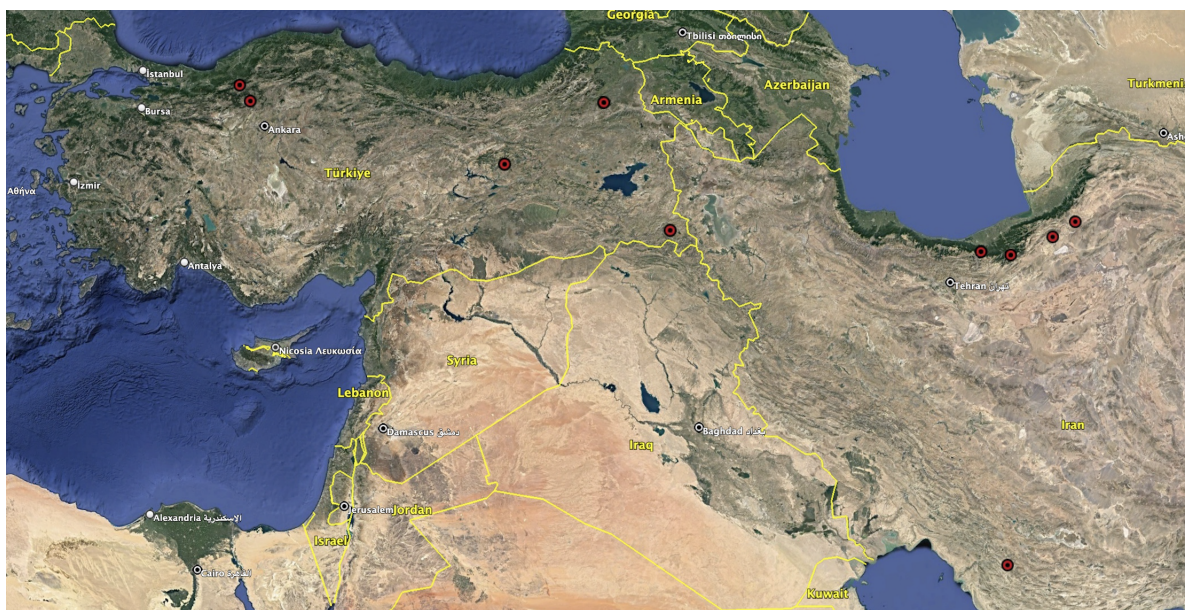 Georgia
Tbilisi თბილისი
Istanbul
Azerbaijan
Turkmeni
Armenia
Bursa
Ankara
Ash
Türkiye
Αθήνα
Izmir
Antalya
Tehran تهران
Nicosia Λευκωσία
Syria
Lebanon
Damascus دمشق
Baghdad بغداد
Iran
Iraq
Jerusalem
Jordan
Alexandria الإسكندرية
Israel
Cairo القاهرة
Kuwait